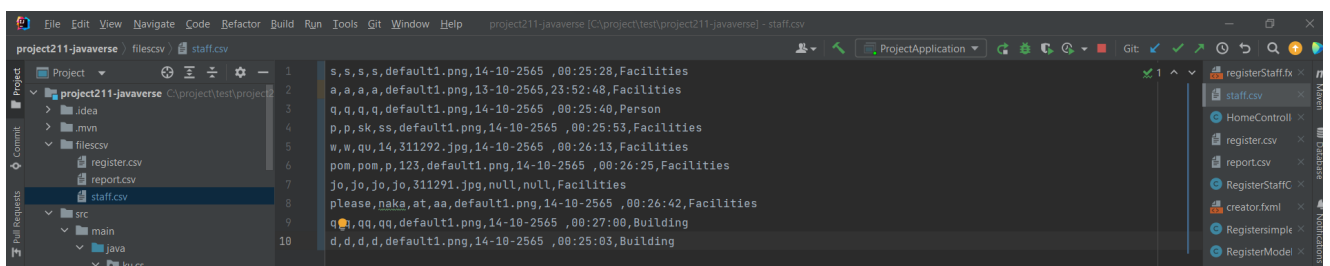 File Edit View Navigate Code Refactor Build Run Tools Git Window Help project211-javaverse [C:\project\test\project211-javaverse] - staff.csv
project211-javaverse filescsv staff.csv ProjectApplication Git:
Project
Project
project211-javaverse C:\project\test\project2
.idea
.mvn
filescsv
register.csv
report.csv
staff.csv
src
main
java
Commit
Pull Requests
1 s,s,s,s,default1.png,14-10-2565 ,00:25:28,Facilities
2 a,a,a,a,default1.png,13-10-2565,23:52:48,Facilities
3 q,q,q,q,default1.png,14-10-2565 ,00:25:40,Person
4 p,p,sk,ss,default1.png,14-10-2565 ,00:25:53,Facilities
5 w,w,qu,14,311292.jpg,14-10-2565 ,00:26:13,Facilities
6 pom,pom,p,123,default1.png,14-10-2565 ,00:26:25,Facilities
7 jo,jo,jo,jo,311291.jpg,null,null,Facilities
8 please,naka,at,aa,default1.png,14-10-2565 ,00:26:42,Facilities
9 q q,qq,qq,default1.png,14-10-2565 ,00:27:00,Building
10 d,d,d,d,default1.png,14-10-2565 ,00:25:03,Building
1
registerStaff.fx
staff.csv
HomeControll
register.csv
report.csv
RegisterStaffC
creator.fxml
Registersimple
RegisterModel
Maven
Database
Notifications